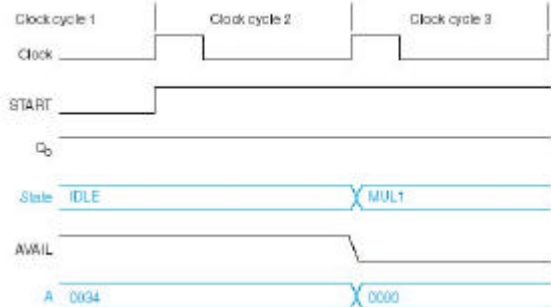 Clock cycle 1 Clock cycle 2 Clock cycle 3
Clock
START
Q0
State IDLE MUL1
AVAIL
A 0034 0000